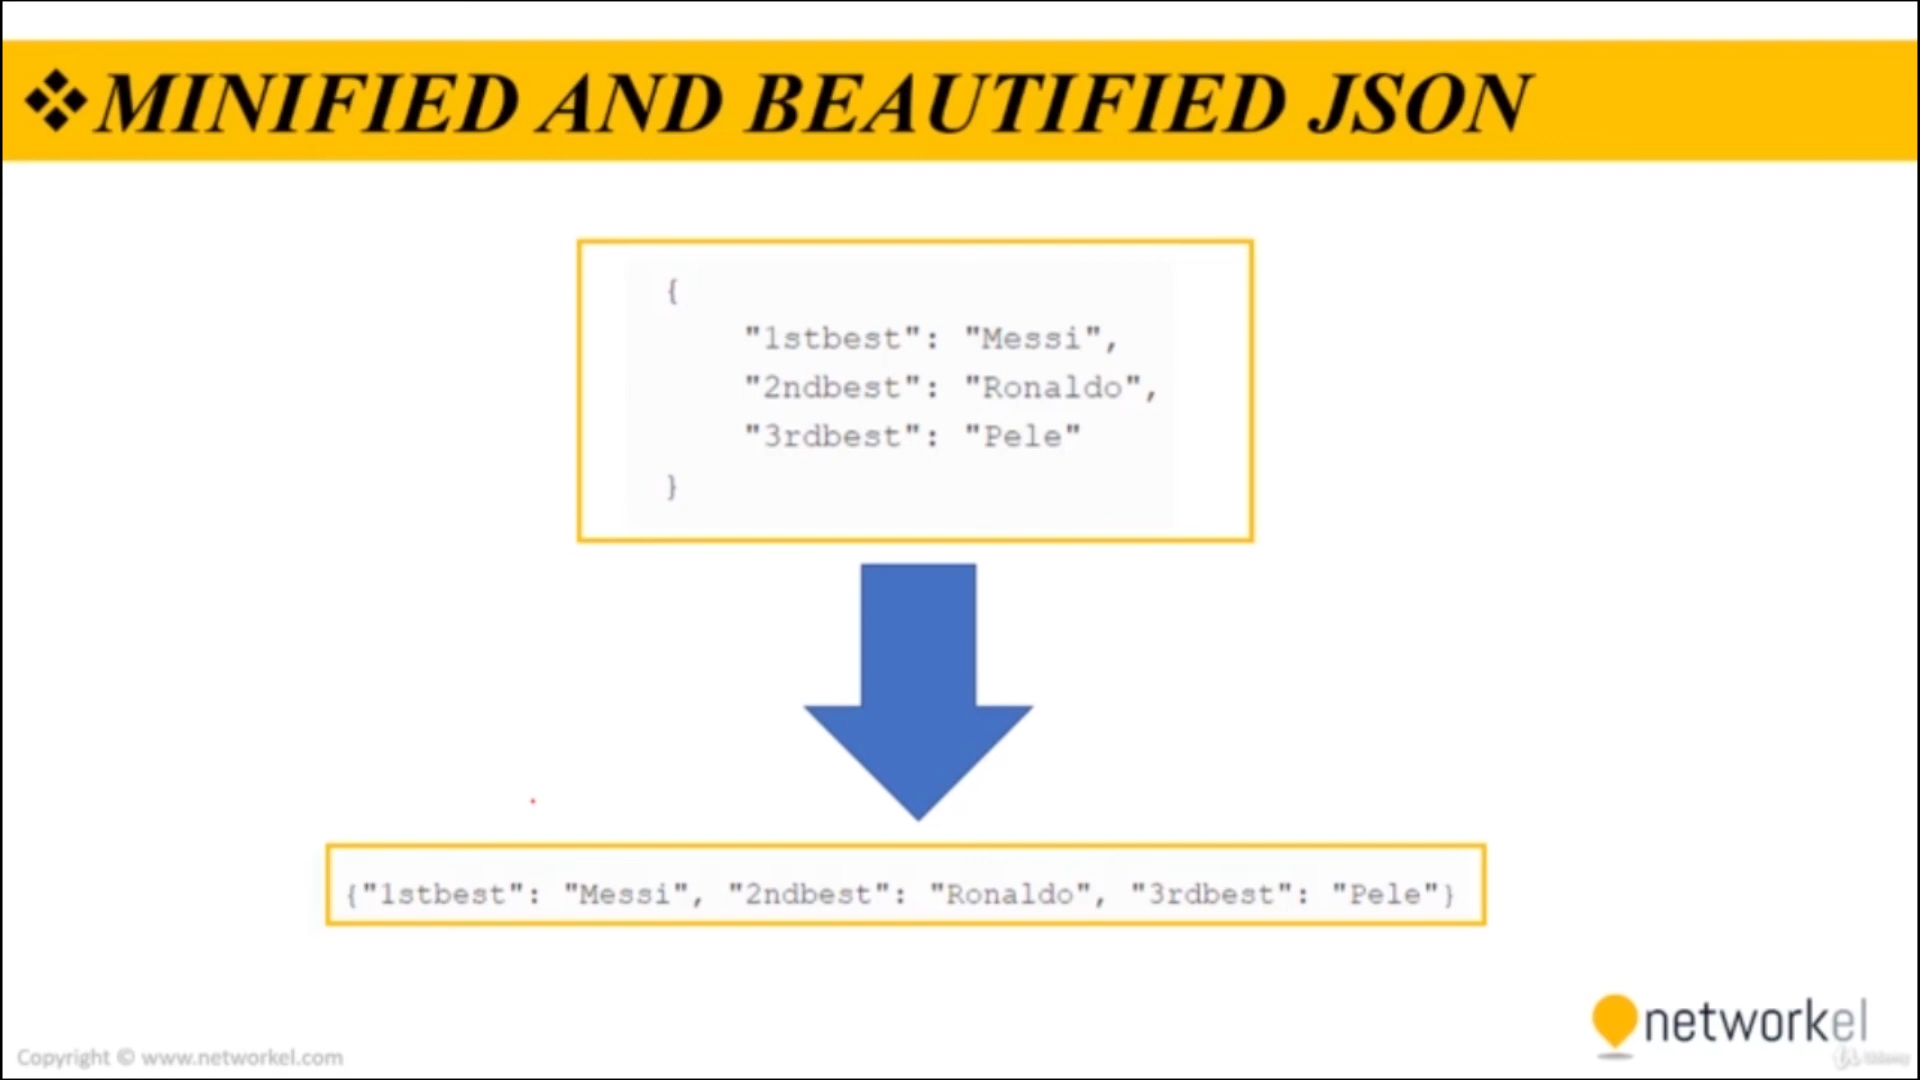 ❖MINIFIED AND BEAUTIFIED JSON
{
"1stbest": "Messi",
"2ndbest": "Ronaldo",
"3rdbest": "Pele"
}
{"1stbest": "Messi", "2ndbest": "Ronaldo", "3rdbest": "Pele"}
networkel
Copyright © www.networkel.com
Udemy